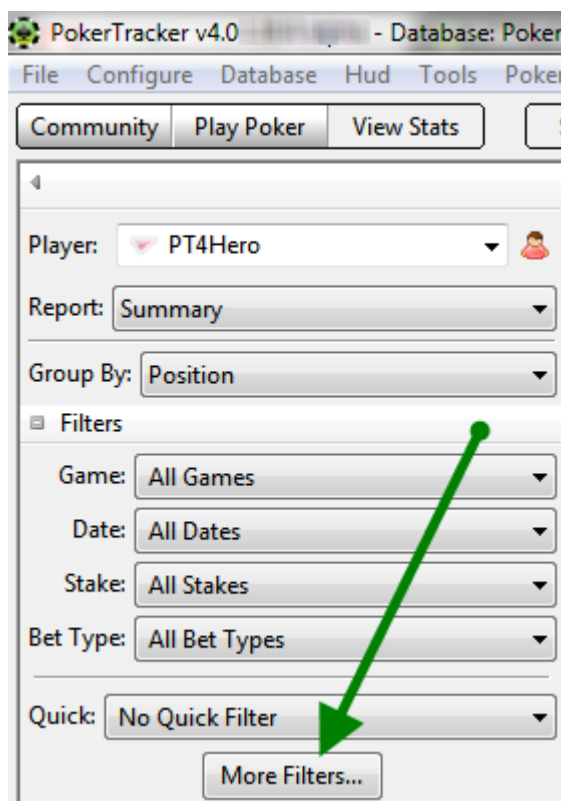 PokerTracker v4.0 - Database: Poker
File Configure Database Hud Tools Poker
Community Play Poker View Stats S
Player: PT4Hero
Report: Summary
Group By: Position
Filters
Game: All Games
Date: All Dates
Stake: All Stakes
Bet Type: All Bet Types
Quick: No Quick Filter
More Filters...